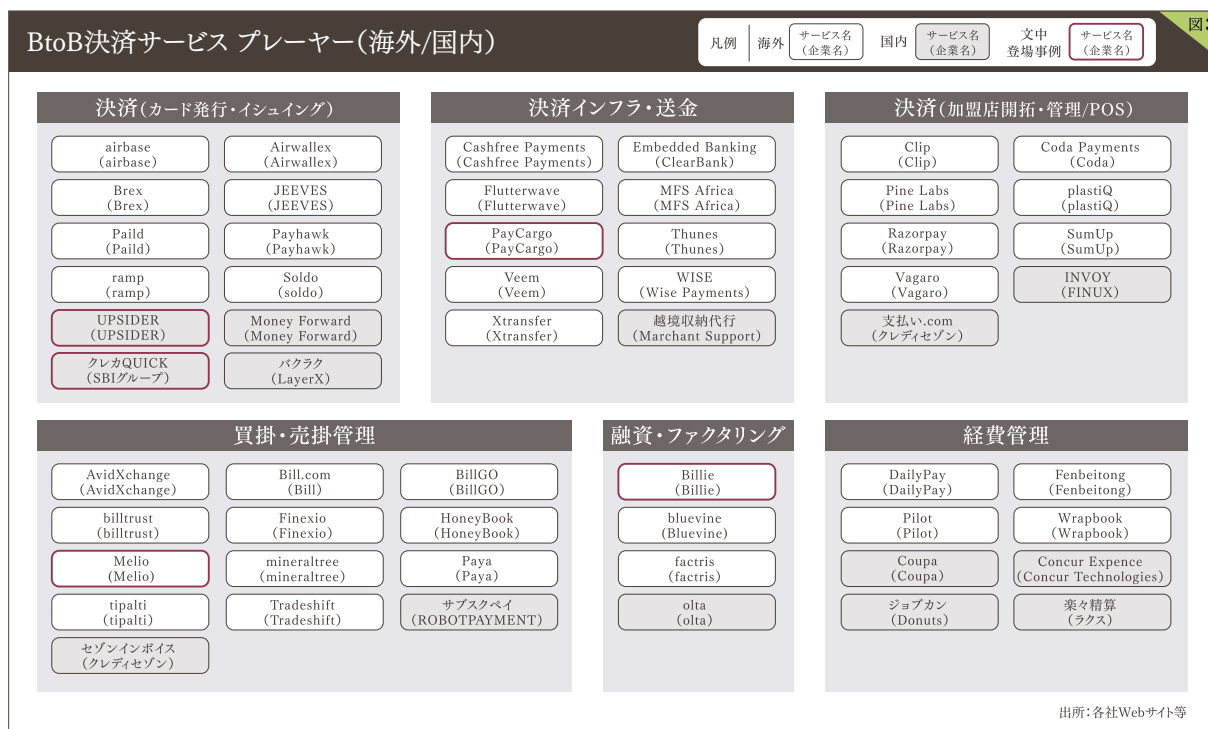 BtoB決済サービス プレーヤー(海外/国内)
凡例
海外
サービス名
(企業名)
国内
サービス名
(企業名)
文中
登場事例
サービス名
(企業名)
決済(カード発行・イシュイング)
airbase
(airbase)
Airwallex
(Airwallex)
Brex
(Brex)
JEEVES
(JEEVES)
Paild
(Paild)
Payhawk
(Payhawk)
ramp
(ramp)
Soldo
(soldo)
UPSIDER
(UPSIDER)
Money Forward
(Money Forward)
クレカQUICK
(SBIグループ)
バクラク
(LayerX)
決済インフラ・送金
Cashfree Payments
(Cashfree Payments)
Embedded Banking
(ClearBank)
Flutterwave
(Flutterwave)
MFS Africa
(MFS Africa)
PayCargo
(PayCargo)
Thunes
(Thunes)
Veem
(Veem)
WISE
(Wise Payments)
Xtransfer
(Xtransfer)
越境収納代行
(Marchant Support)
決済(加盟店開拓・管理/POS)
Clip
(Clip)
Coda Payments
(Coda)
Pine Labs
(Pine Labs)
plastiQ
(plastiQ)
Razorpay
(Razorpay)
SumUp
(SumUp)
Vagaro
(Vagaro)
INVOY
(FINUX)
支払い.com
(クレディセゾン)
買掛・売掛管理
AvidXchange
(AvidXchange)
Bill.com
(Bill)
BillGO
(BillGO)
billtrust
(billtrust)
Finexio
(Finexio)
HoneyBook
(HoneyBook)
Melio
(Melio)
mineraltree
(mineraltree)
Paya
(Paya)
tipalti
(tipalti)
Tradeshift
(Tradeshift)
サブスクペイ
(ROBOTPAYMENT)
セゾンインボイス
(クレディセゾン)
融資・ファクタリング
Billie
(Billie)
bluevine
(Bluevine)
factris
(factris)
olta
(olta)
経費管理
DailyPay
(DailyPay)
Fenbeitong
(Fenbeitong)
Pilot
(Pilot)
Wrapbook
(Wrapbook)
Coupa
(Coupa)
Concur Expence
(Concur Technologies)
ジョブカン
(Donuts)
楽々精算
(ラクス)
出所：各社Webサイト等